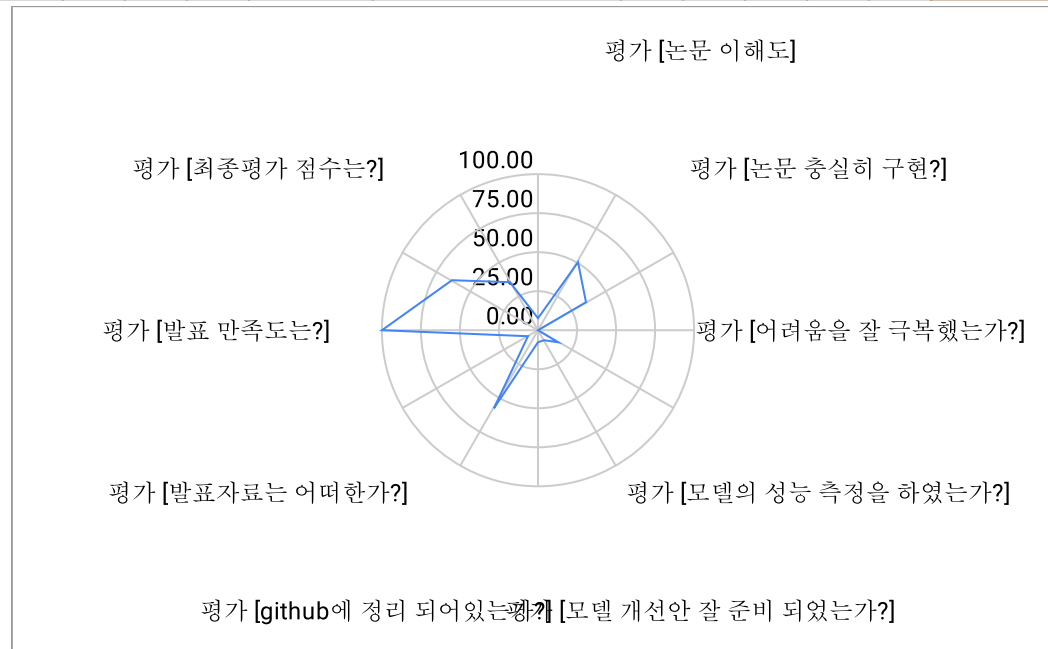 평가 [논문 이해도]
평가 [최종평가 점수는?]
평가 [논문 충실히 구현?]
100.00
75.00
50.00
25.00
0.00
평가 [발표 만족도는?]
평가 [어려움을 잘 극복했는가?]
평가 [발표자료는 어떠한가?]
평가 [모델의 성능 측정을 하였는가?]
평가 [github에 정리 되어있는가?]
평가 [모델 개선안 잘 준비 되었는가?]